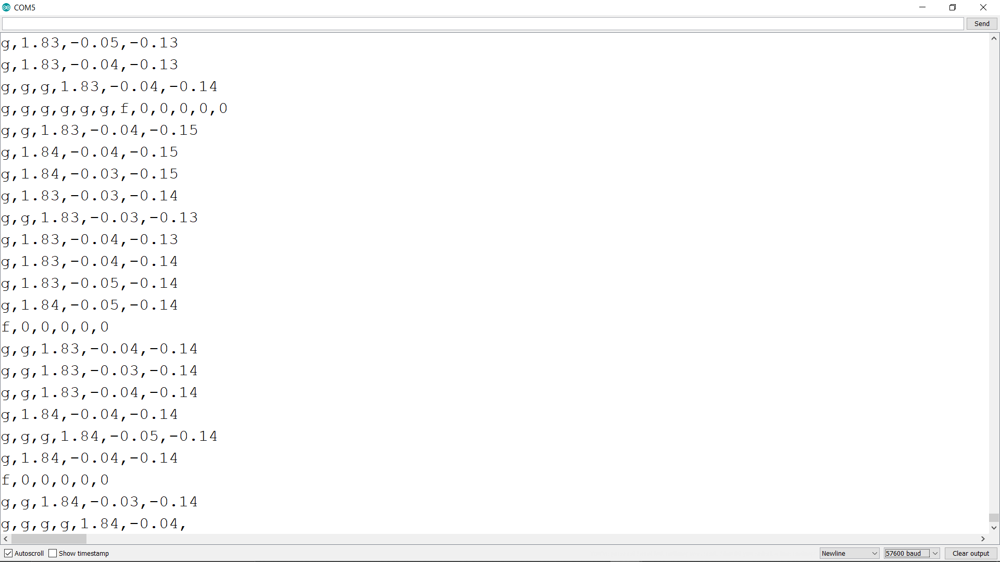 COM5
Send
g,1.83,-0.05,-0.13
g,1.83,-0.04,-0.13
g,g,g,1.83,-0.04,-0.14
g,g,g,g,g,g,f,0,0,0,0,0
g,g,1.83,-0.04,-0.15
g,1.84,-0.04,-0.15
g,1.84,-0.03,-0.15
g,1.83,-0.03,-0.14
g,g,1.83,-0.03,-0.13
g,1.83,-0.04,-0.13
g,1.83,-0.04,-0.14
g,1.83,-0.05,-0.14
g,1.84,-0.05,-0.14
f,0,0,0,0,0
g,g,1.83,-0.04,-0.14
g,g,1.83,-0.03,-0.14
g,g,1.83,-0.04,-0.14
g,1.84,-0.04,-0.14
g,g,g,1.84,-0.05,-0.14
g,1.84,-0.04,-0.14
f,0,0,0,0,0
g,g,1.84,-0.03,-0.14
g,g,g,g,1.84,-0.04,
Autoscroll Show timestamp Newline 57600 baud Clear output